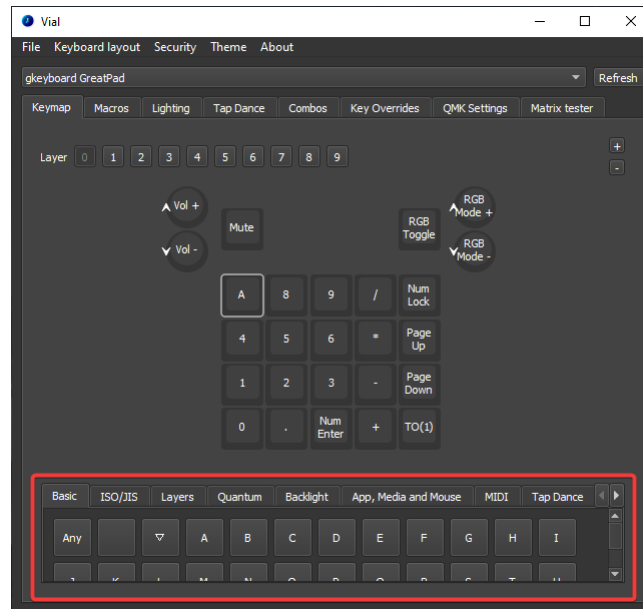 Vial
File Keyboard layout Security Theme About
gkeyboard GreatPad Refresh
Keymap Macros Lighting Tap Dance Combos Key Overrides QMK Settings Matrix tester
Layer 0 1 2 3 4 5 6 7 8 9 +
-
Vol + RGB Mode +
Mute RGB Toggle
Vol - RGB Mode -
A 8 9 / Num Lock
4 5 6 * Page Up
1 2 3 - Page Down
0 . Num Enter + TO(1)
Basic ISO/JIS Layers Quantum Backlight App, Media and Mouse MIDI Tap Dance
Any ▽ A B C D E F G H I